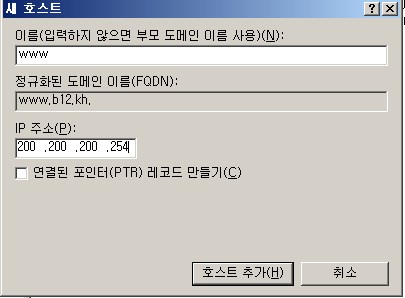 새 호스트
이름(입력하지 않으면 부모 도메인 이름 사용)(N):
www
정규화된 도메인 이름(FQDN):
www.b12.kh.
IP 주소(P):
200 .200 .200 .254
연결된 포인터(PTR) 레코드 만들기(C)
호스트 추가(H) 취소